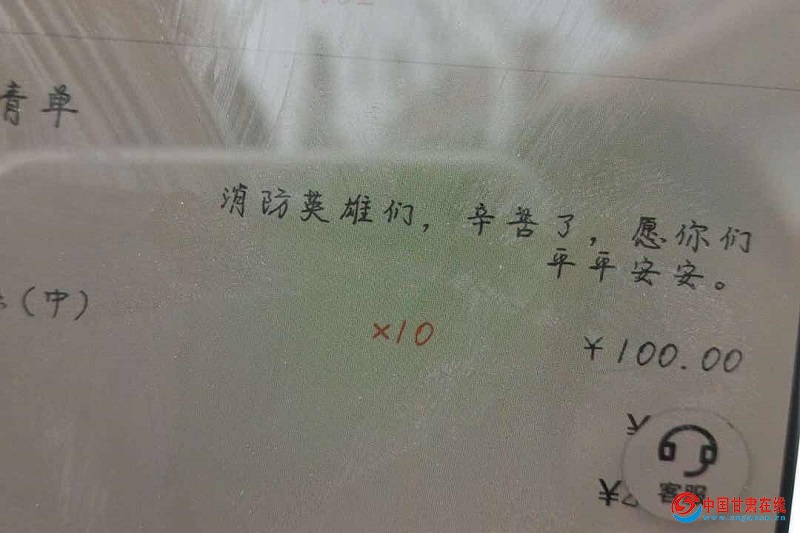 青单
消防英雄们，辛苦了，愿你们
平平安安。
(中)
×10
￥100.00
￥
￥
客服
中国甘肃在线